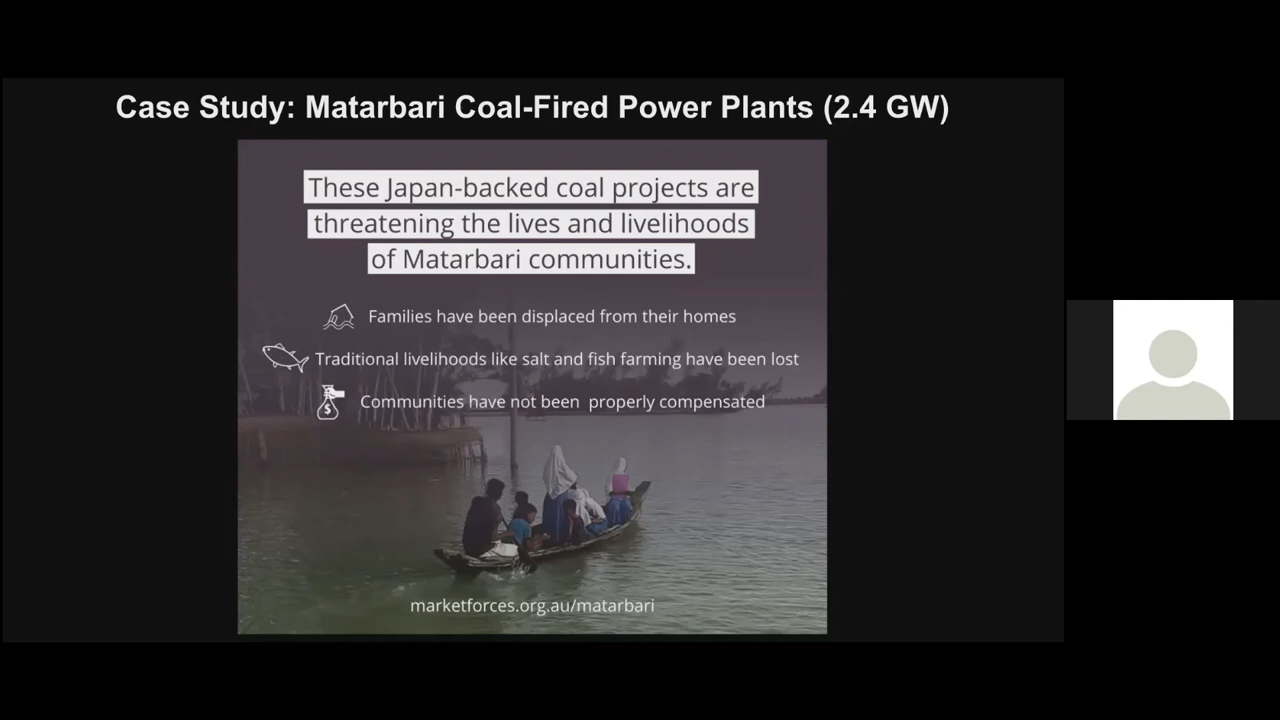 Case Study: Matarbari Coal-Fired Power Plants (2.4 GW)
These Japan-backed coal projects are
threatening the lives and livelihoods
of Matarbari communities.
Families have been displaced from their homes
Traditional livelihoods like salt and fish farming have been lost
$
Communities have not been properly compensated
marketforces.org.au/matarbari